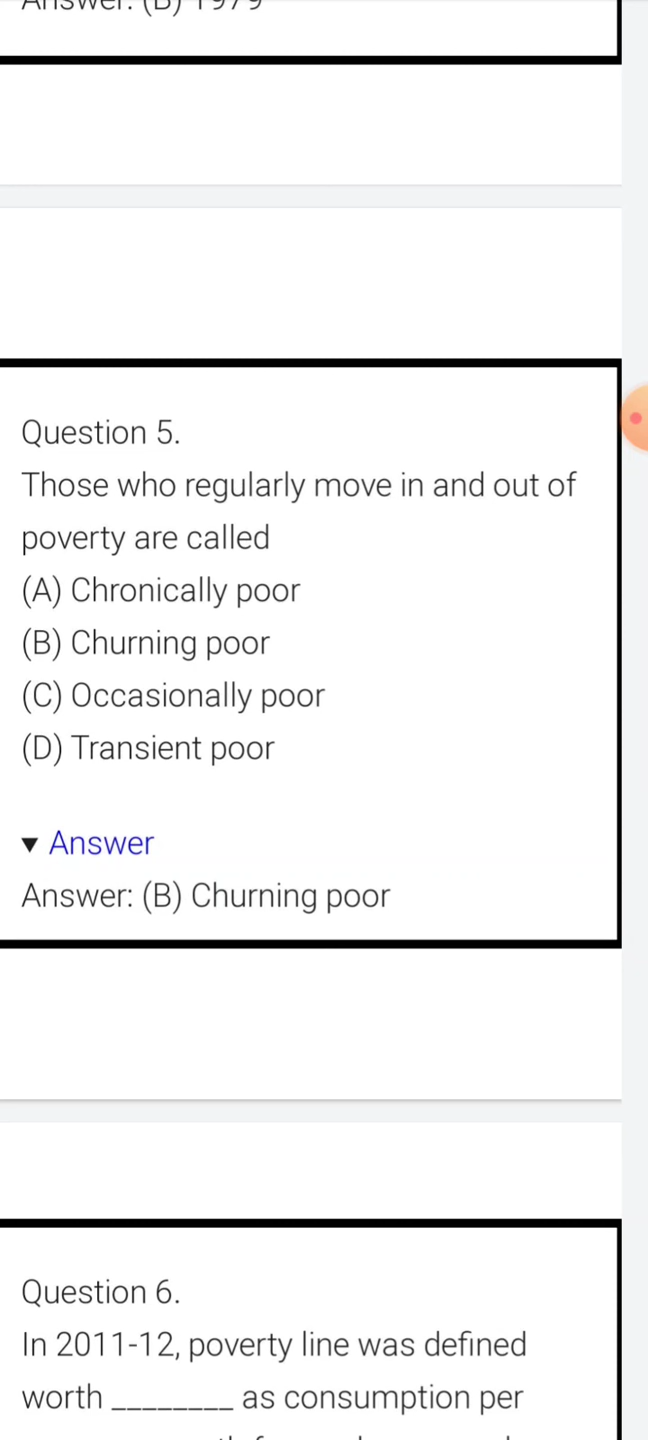 Answer: (B) 1979
Question 5.
Those who regularly move in and out of
poverty are called
(A) Chronically poor
(B) Churning poor
(C) Occasionally poor
(D) Transient poor
▼ Answer
Answer: (B) Churning poor
Question 6.
In 2011-12, poverty line was defined
worth ________ as consumption per